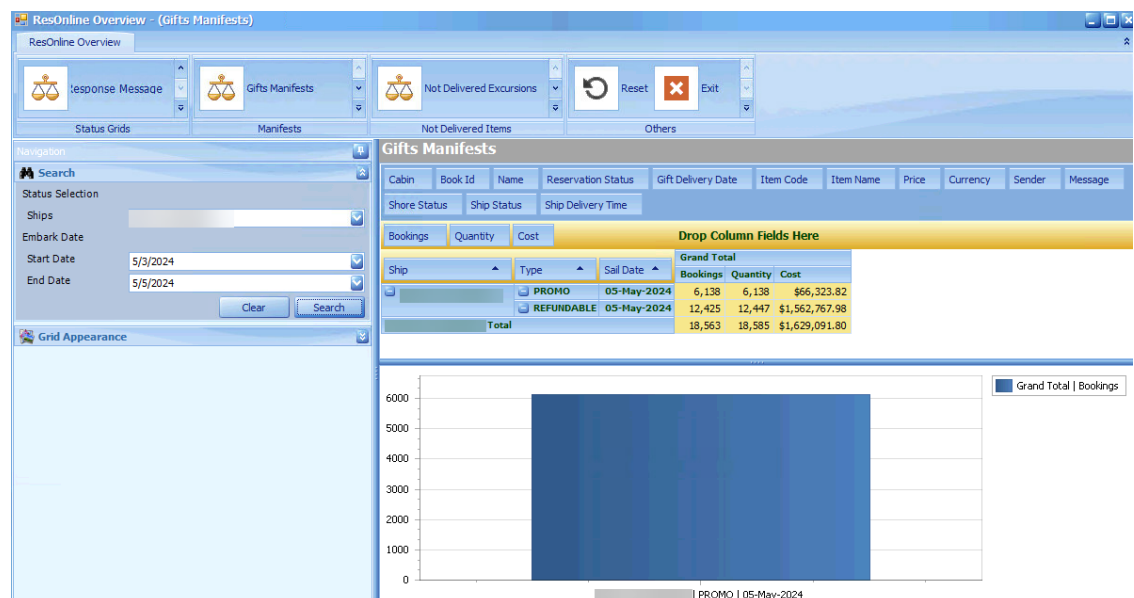 ResOnline Overview - (Gifts Manifests)
ResOnline Overview
Response Message
Gifts Manifests
Not Delivered Excursions
Reset
Exit
Status Grids
Manifests
Not Delivered Items
Others
Navigation
Search
Status Selection
Ships
Embark Date
Start Date 5/3/2024
End Date 5/5/2024
Clear Search
Grid Appearance
Gifts Manifests
Cabin Book Id Name Reservation Status Gift Delivery Date Item Code Item Name Price Currency Sender Message
Shore Status Ship Status Ship Delivery Time
Bookings Quantity Cost Drop Column Fields Here
Grand Total
Ship Type Sail Date Bookings Quantity Cost
PROMO 05-May-2024 6,138 6,138 $66,323.82
REFUNDABLE 05-May-2024 12,425 12,447 $1,562,767.98
Total 18,563 18,585 $1,629,091.80
Grand Total | Bookings
6000
5000
4000
3000
2000
1000
0
| PROMO | 05-May-2024